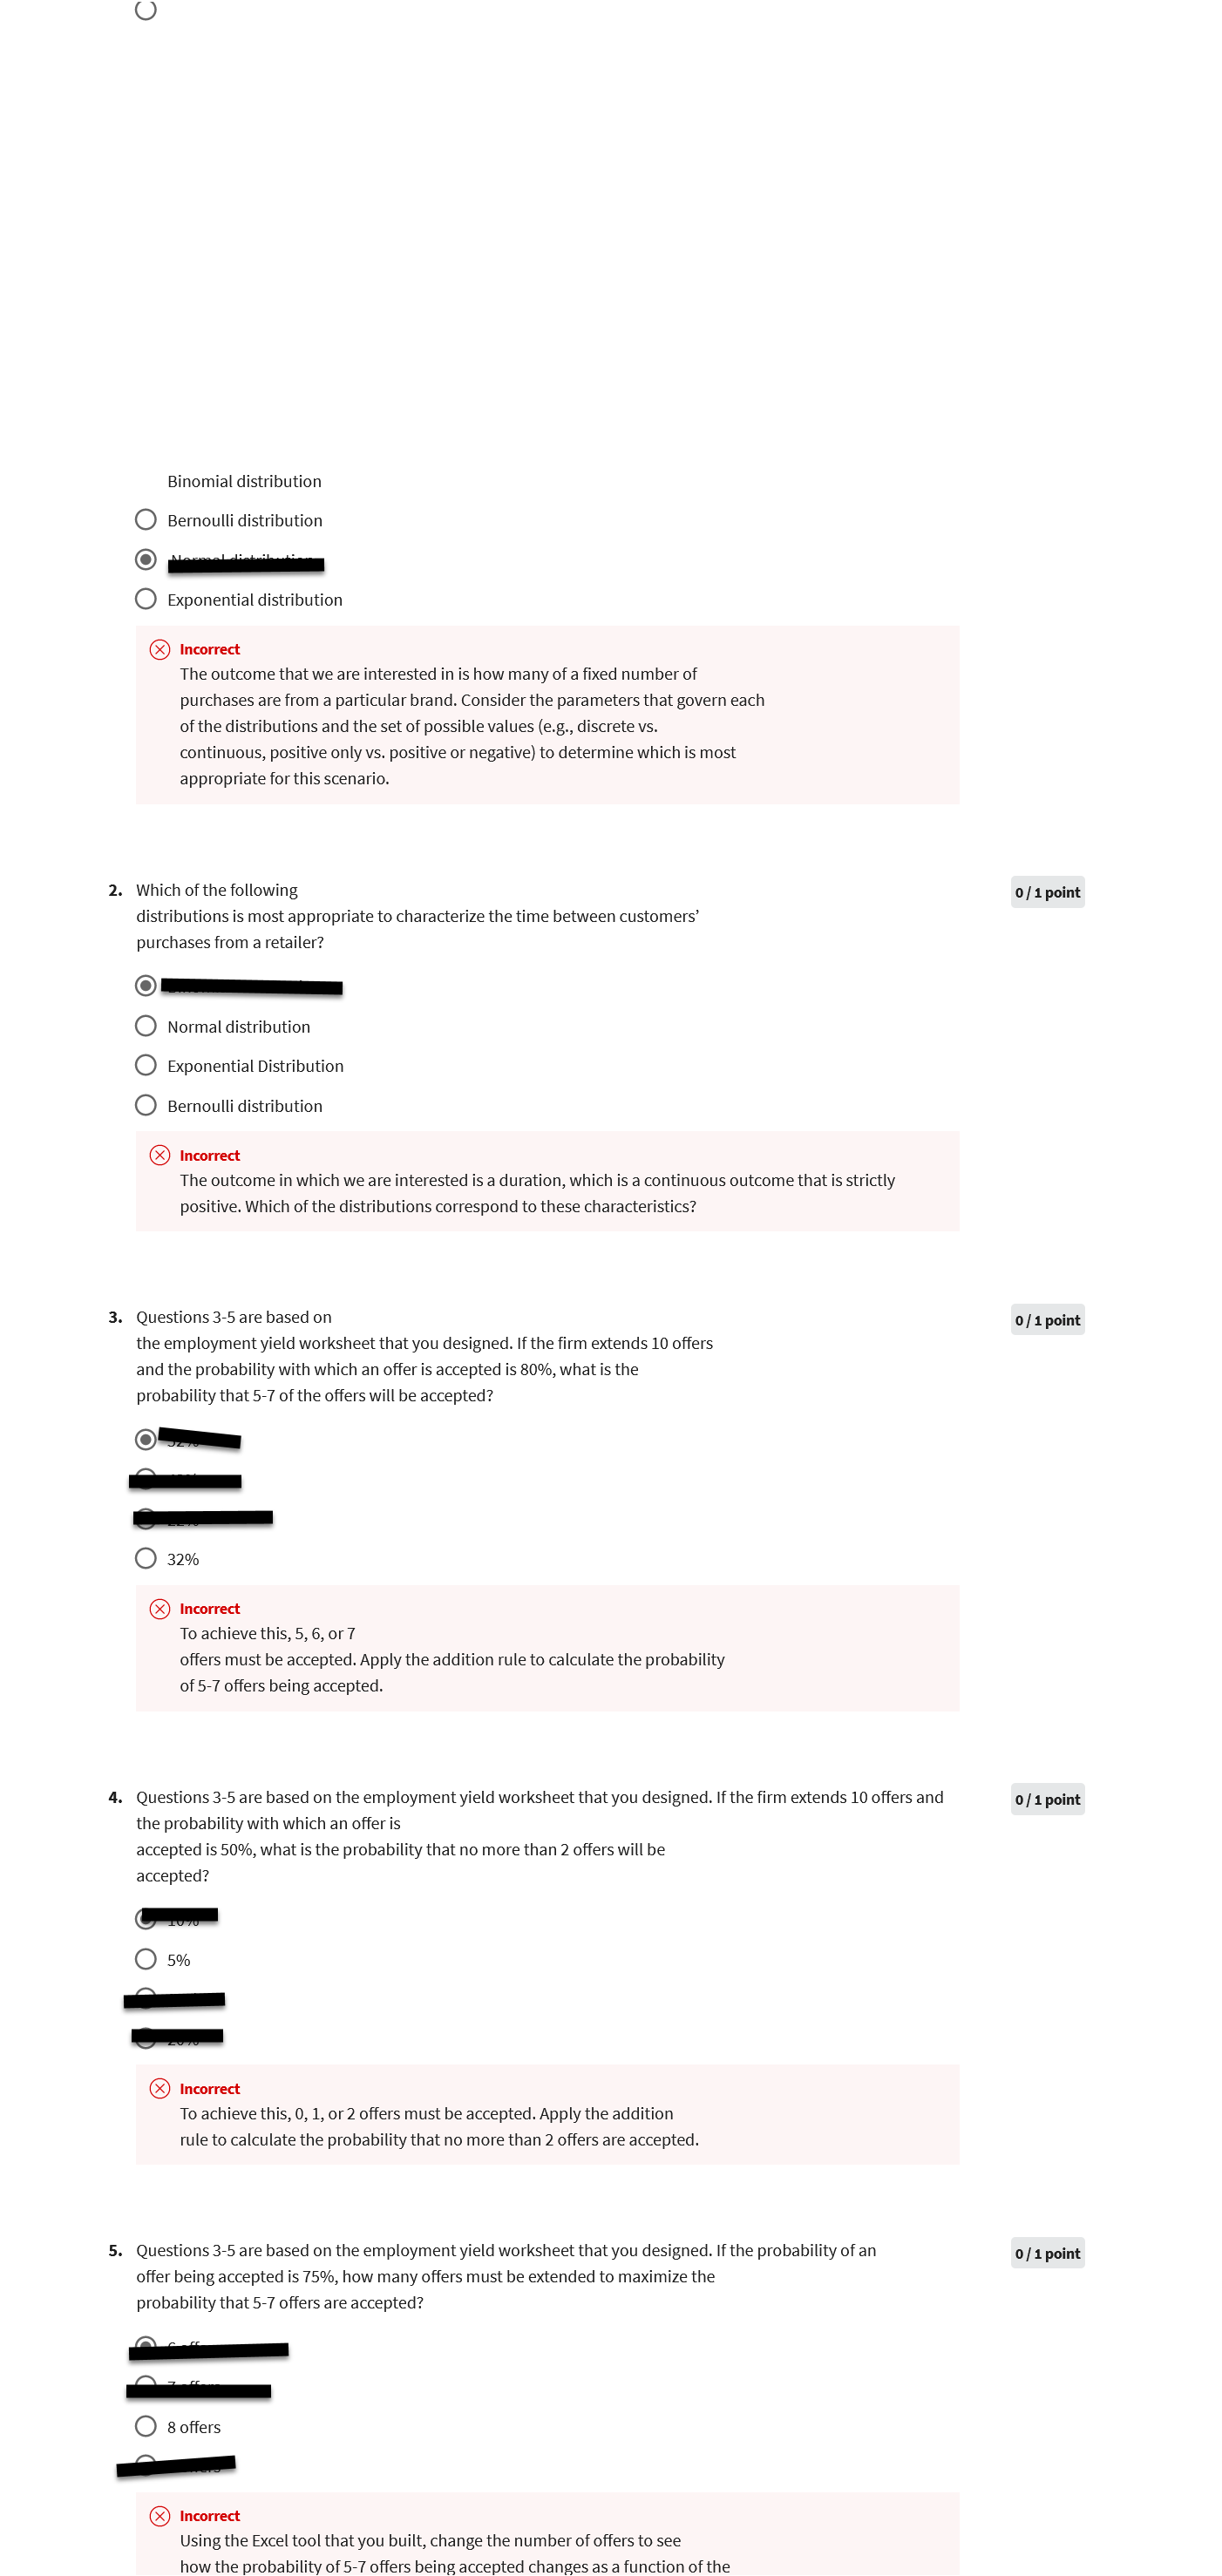 Binomial distribution
Bernoulli distribution
Normal distribution
Exponential distribution
Incorrect
The outcome that we are interested in is how many of a fixed number of
purchases are from a particular brand. Consider the parameters that govern each
of the distributions and the set of possible values (e.g., discrete vs.
continuous, positive only vs. positive or negative) to determine which is most
appropriate for this scenario.
2. Which of the following
distributions is most appropriate to characterize the time between customers’
purchases from a retailer?
0 / 1 point
Normal distribution
Exponential Distribution
Bernoulli distribution
Incorrect
The outcome in which we are interested is a duration, which is a continuous outcome that is strictly
positive. Which of the distributions correspond to these characteristics?
3. Questions 3-5 are based on
the employment yield worksheet that you designed. If the firm extends 10 offers
and the probability with which an offer is accepted is 80%, what is the
probability that 5-7 of the offers will be accepted?
0 / 1 point
32%
Incorrect
To achieve this, 5, 6, or 7
offers must be accepted. Apply the addition rule to calculate the probability
of 5-7 offers being accepted.
4. Questions 3-5 are based on the employment yield worksheet that you designed. If the firm extends 10 offers and
the probability with which an offer is
accepted is 50%, what is the probability that no more than 2 offers will be
accepted?
0 / 1 point
5%
Incorrect
To achieve this, 0, 1, or 2 offers must be accepted. Apply the addition
rule to calculate the probability that no more than 2 offers are accepted.
5. Questions 3-5 are based on the employment yield worksheet that you designed. If the probability of an
offer being accepted is 75%, how many offers must be extended to maximize the
probability that 5-7 offers are accepted?
0 / 1 point
8 offers
Incorrect
Using the Excel tool that you built, change the number of offers to see
how the probability of 5-7 offers being accepted changes as a function of the